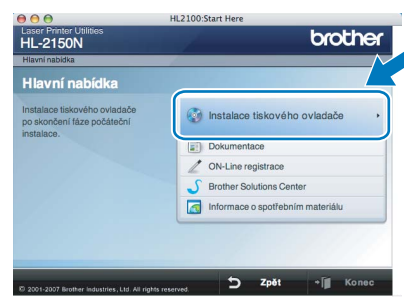 HL2100:Start Here
Laser Printer Utilities
HL-2150N
brother
Hlavní nabídka
Hlavní nabídka
Instalace tiskového ovladače
po skončení fáze počáteční
instalace.
Instalace tiskového ovladače
Dokumentace
ON-Line registrace
Brother Solutions Center
Informace o spotřebním materiálu
© 2001-2007 Brother Industries, Ltd. All rights reserved.
Zpět
Konec